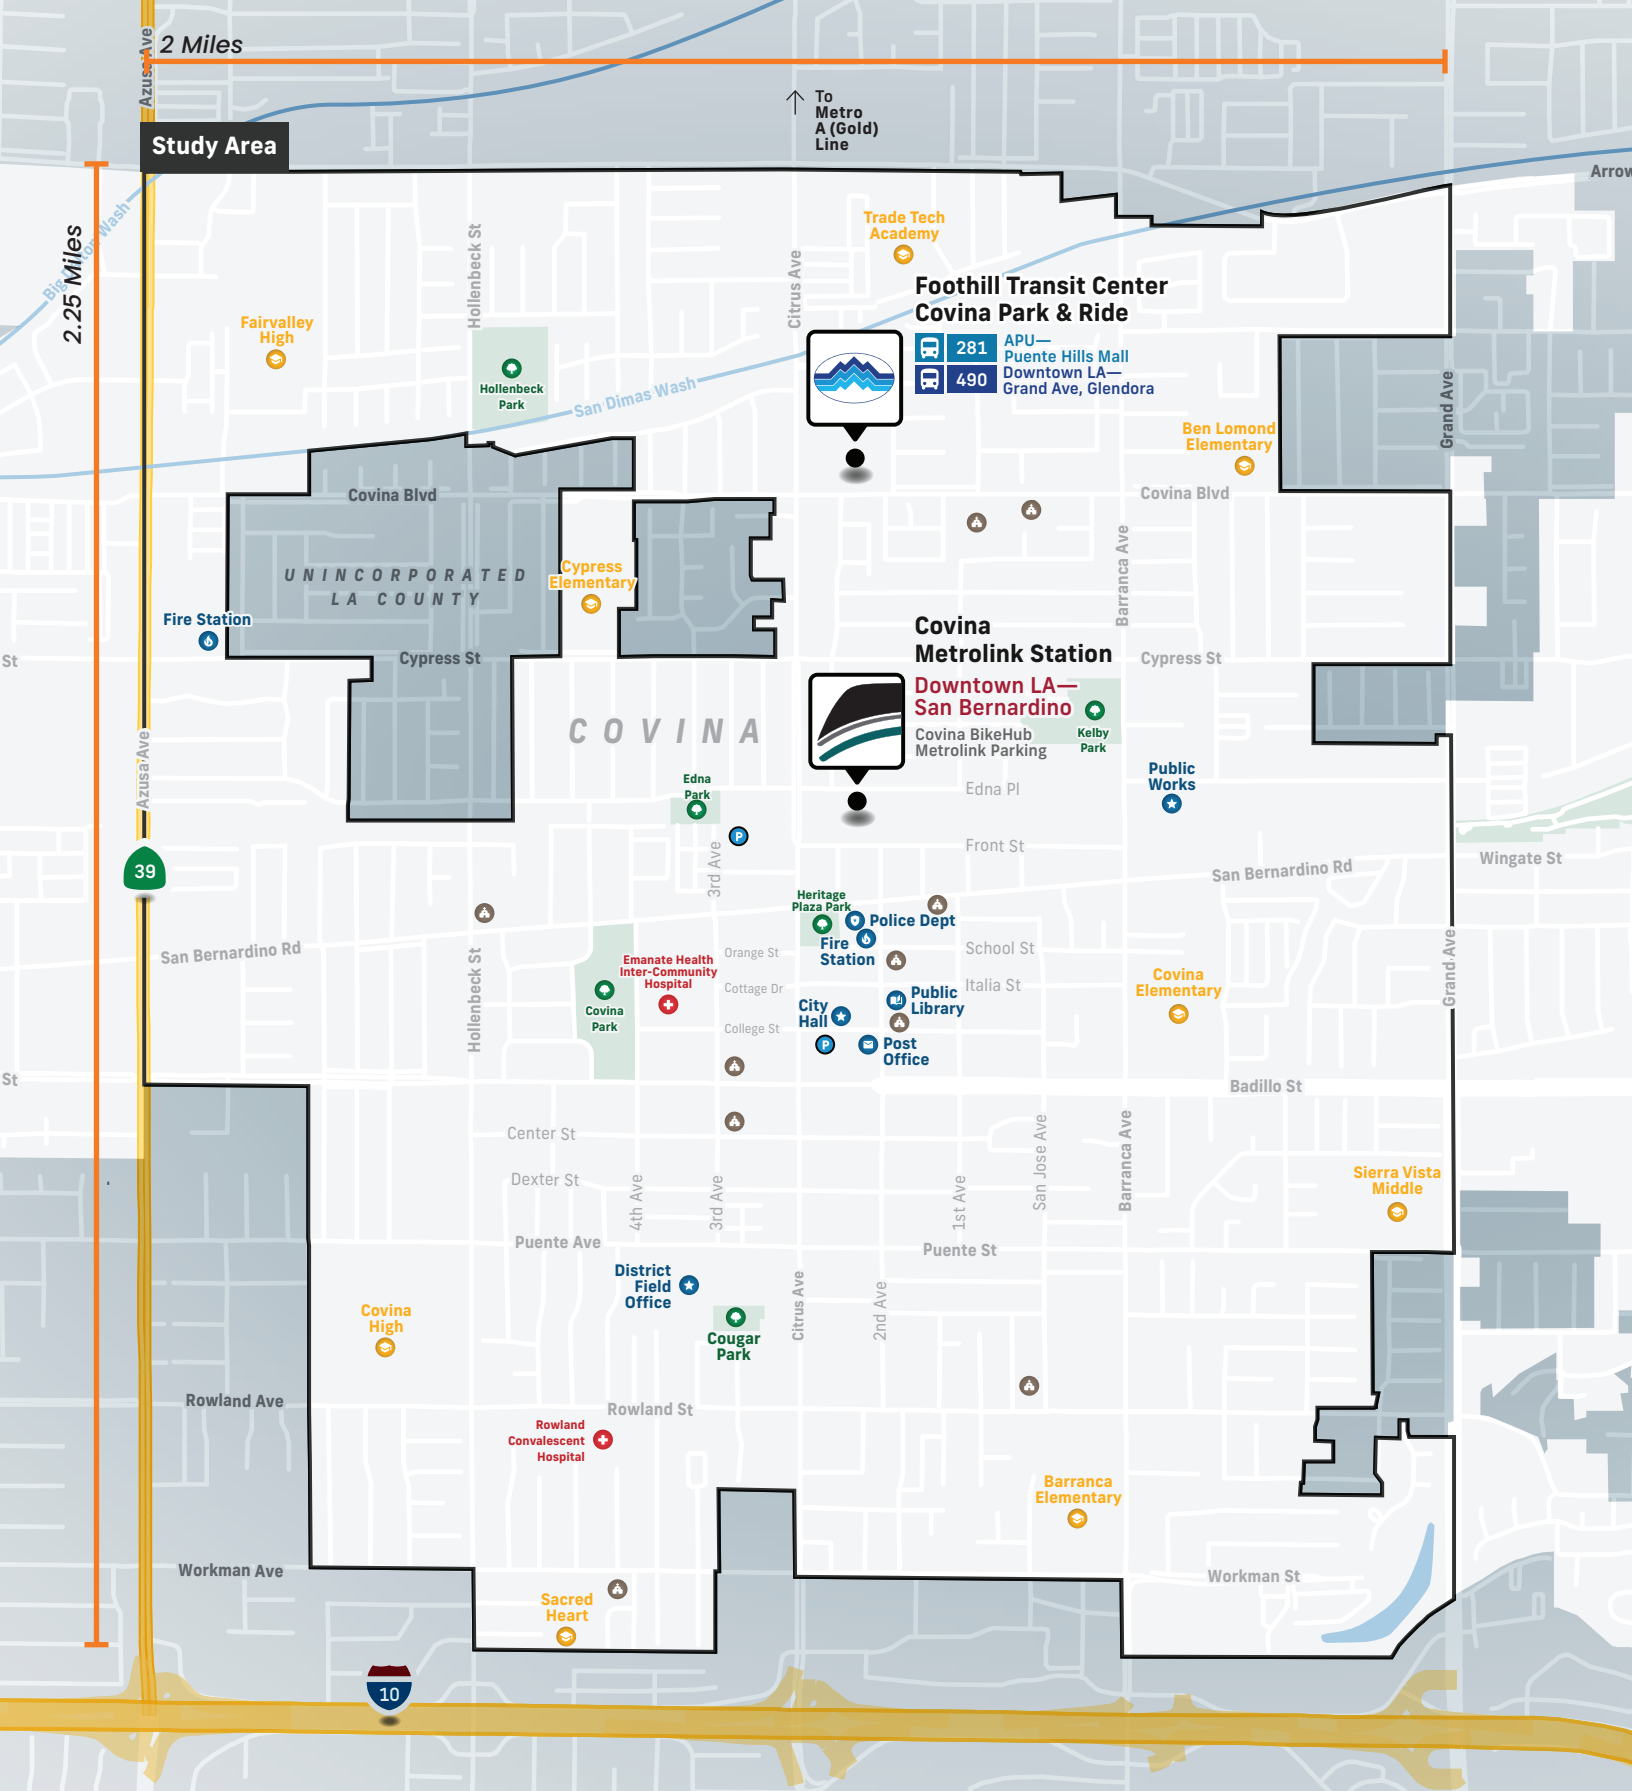 2 Miles
Azusa Ave
To
Metro
A (Gold)
Line
Study Area
Arrow
2.25 Miles
Big Dalton Wash
Trade Tech
Academy
Hollenbeck St
Citrus Ave
Foothill Transit Center
Covina Park & Ride
281
APU—
Puente Hills Mall
490
Downtown LA—
Grand Ave, Glendora
Fairvalley
High
Hollenbeck
Park
San Dimas Wash
Grand Ave
Ben Lomond
Elementary
Covina Blvd
Covina Blvd
UNINCORPORATED
LA COUNTY
Cypress
Elementary
Barranca Ave
Fire Station
St
Cypress St
Cypress St
Covina
Metrolink Station
Downtown LA—
San Bernardino
Covina BikeHub
Metrolink Parking
Kelby
Park
COVINA
Azusa Ave
Edna
Park
P
Edna Pl
Public
Works
39
3rd Ave
Front St
San Bernardino Rd
Wingate St
Heritage
Plaza Park
Police Dept
Fire
Station
School St
San Bernardino Rd
Hollenbeck St
Orange St
Emanate Health
Inter-Community
Hospital
Cottage Dr
Italia St
Covina
Park
College St
City
Hall
Public
Library
P
Post
Office
Covina
Elementary
Grand Ave
St
Badillo St
Center St
Dexter St
4th Ave
3rd Ave
1st Ave
San Jose Ave
Barranca Ave
Sierra Vista
Middle
Puente Ave
Puente St
District
Field
Office
Citrus Ave
2nd Ave
Covina
High
Cougar
Park
Rowland Ave
Rowland St
Rowland
Convalescent
Hospital
Barranca
Elementary
Workman Ave
Workman St
Sacred
Heart
10